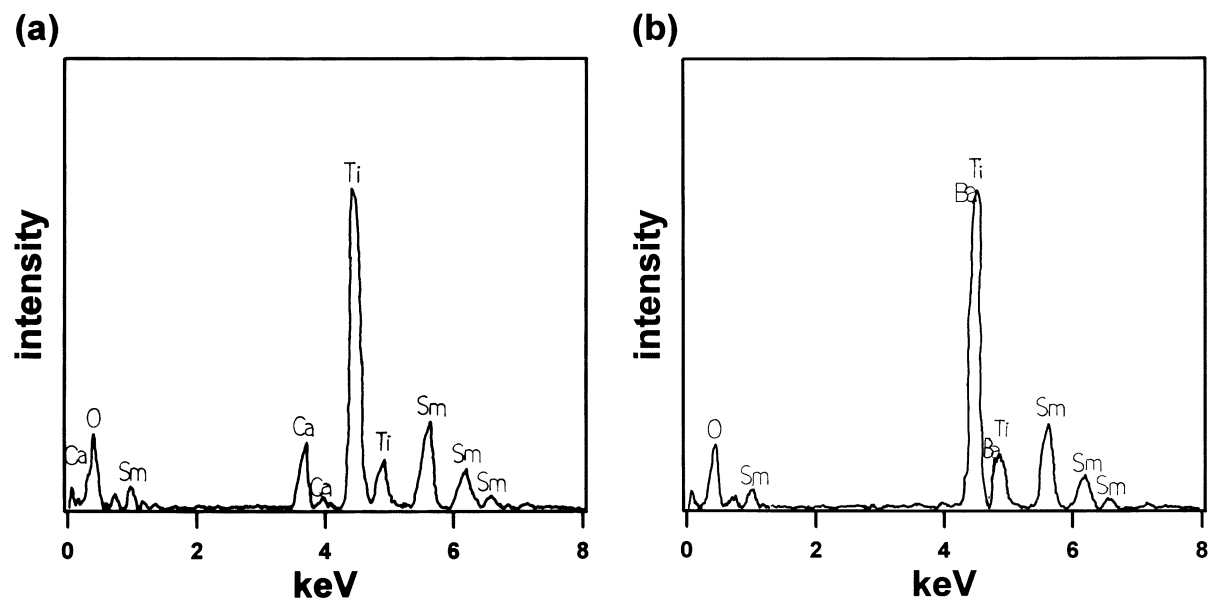 (a)
intensity
Ti
O
Ca
Sm
Ca
Ca
Ti
Sm
Sm
Sm
0 2 4 6 8
keV
(b)
intensity
Ti
Ba
O
Sm
Ba
Ti
Sm
Sm
Sm
0 2 4 6 8
keV